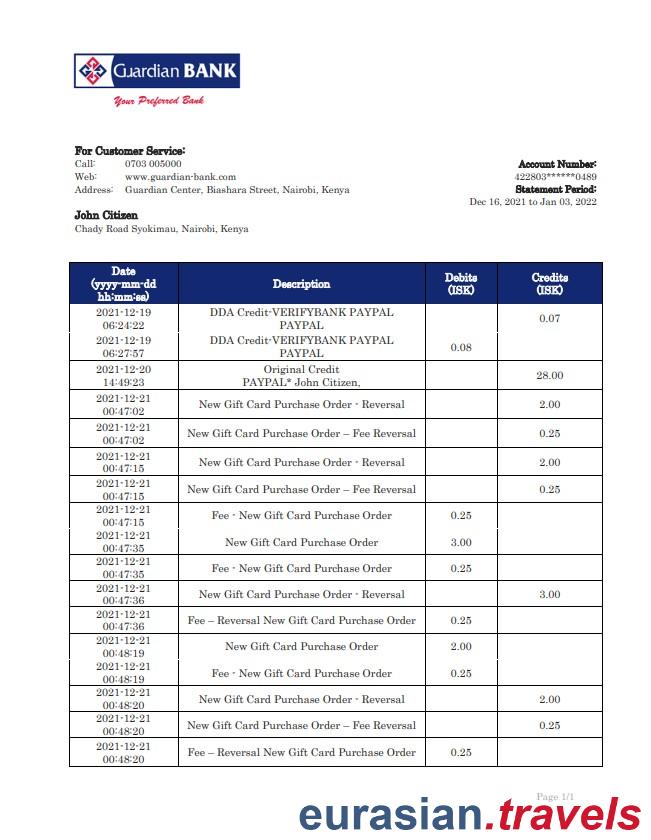 Guardian BANK
Your Preferred Bank
For Customer Service:
Call: 0703 005000
Web: www.guardian-bank.com
Address: Guardian Center, Biashara Street, Nairobi, Kenya
Account Number:
422803******0489
Statement Period:
Dec 16, 2021 to Jan 03, 2022
John Citizen
Chady Road Syokimau, Nairobi, Kenya
Date (yyyy-mm-dd hh:mm:ss) Description Debits (ISK) Credits (ISK)
2021-12-19 06:24:22 DDA Credit-VERIFYBANK PAYPAL PAYPAL 0.07
2021-12-19 06:27:57 DDA Credit-VERIFYBANK PAYPAL PAYPAL 0.08
2021-12-20 14:49:23 Original Credit PAYPAL* John Citizen, 28.00
2021-12-21 00:47:02 New Gift Card Purchase Order - Reversal 2.00
2021-12-21 00:47:02 New Gift Card Purchase Order – Fee Reversal 0.25
2021-12-21 00:47:15 New Gift Card Purchase Order - Reversal 2.00
2021-12-21 00:47:15 New Gift Card Purchase Order – Fee Reversal 0.25
2021-12-21 00:47:15 Fee - New Gift Card Purchase Order 0.25
2021-12-21 00:47:35 New Gift Card Purchase Order 3.00
2021-12-21 00:47:35 Fee - New Gift Card Purchase Order 0.25
2021-12-21 00:47:36 New Gift Card Purchase Order - Reversal 3.00
2021-12-21 00:47:36 Fee – Reversal New Gift Card Purchase Order 0.25
2021-12-21 00:48:19 New Gift Card Purchase Order 2.00
2021-12-21 00:48:19 Fee - New Gift Card Purchase Order 0.25
2021-12-21 00:48:20 New Gift Card Purchase Order - Reversal 2.00
2021-12-21 00:48:20 New Gift Card Purchase Order – Fee Reversal 0.25
2021-12-21 00:48:20 Fee – Reversal New Gift Card Purchase Order 0.25
Page 1/1
eurasian.travels